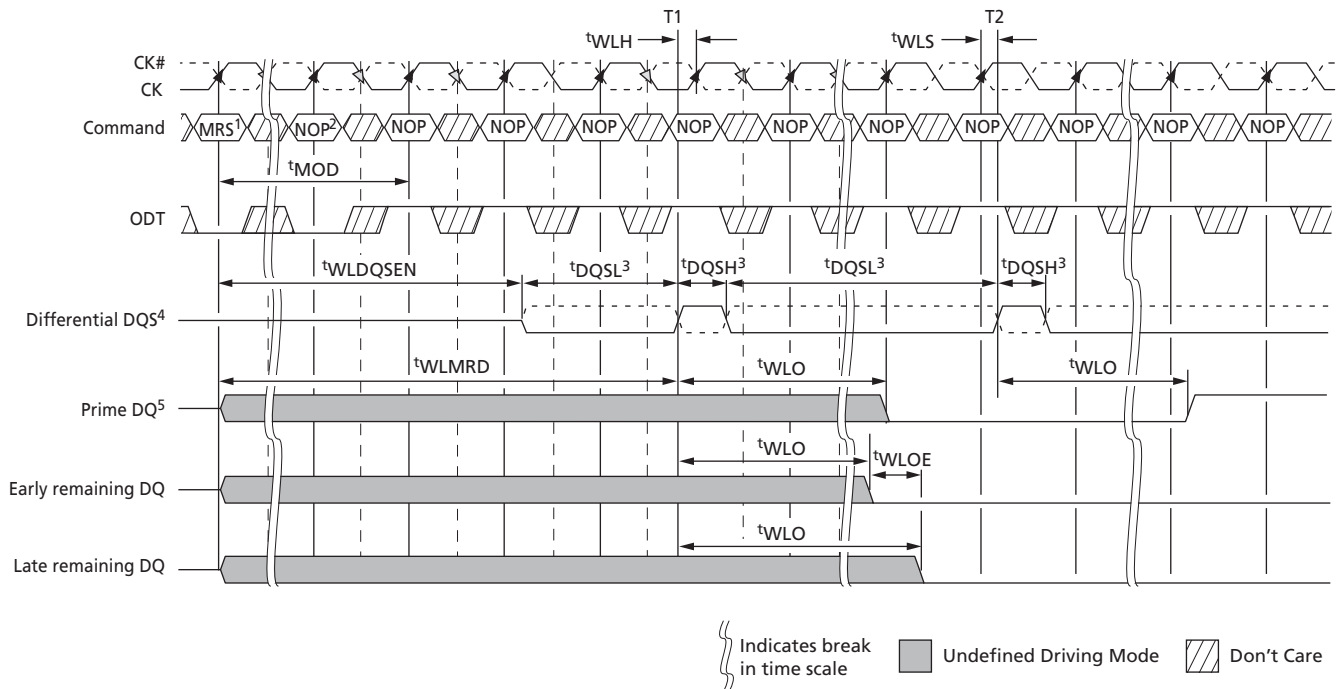 T1 T2
tWLH tWLS
CK#
CK
Command MRS1 NOP2 NOP NOP NOP NOP NOP NOP NOP NOP NOP NOP
tMOD
ODT
tWLDQSEN tDQSL3 tDQSH3 tDQSL3 tDQSH3
Differential DQS4
tWLMRD tWLO tWLO
Prime DQ5
tWLO tWLOE
Early remaining DQ
tWLO
Late remaining DQ
Indicates break
in time scale
Undefined Driving Mode
Don't Care